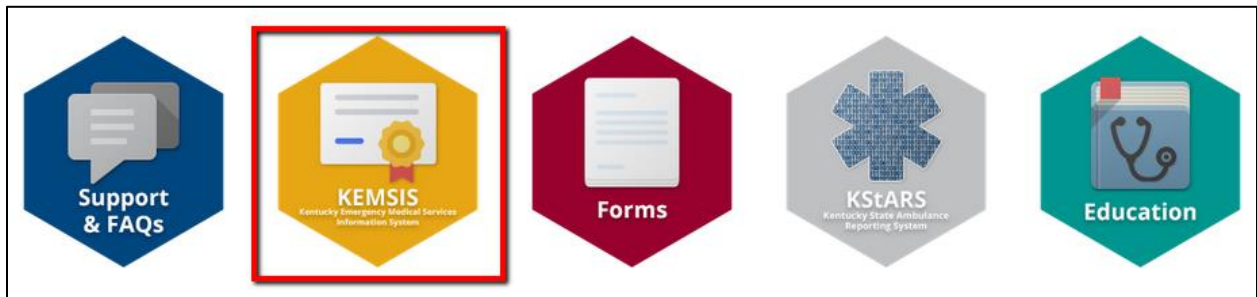 Support
& FAQs
KEMSIS
Kentucky Emergency Medical Services
Information System
Forms
KStARS
Kentucky State Ambulance
Reporting System
Education